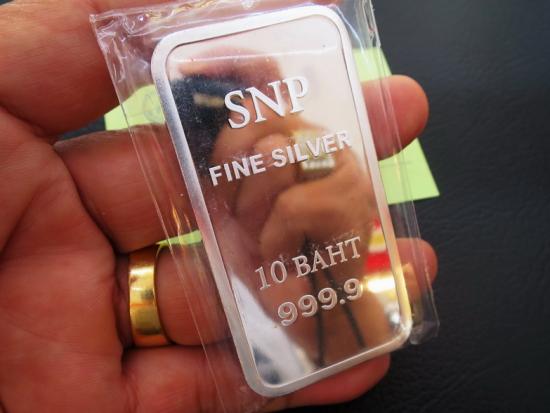 SNP
FINE SILVER
10 BAHT
999.9